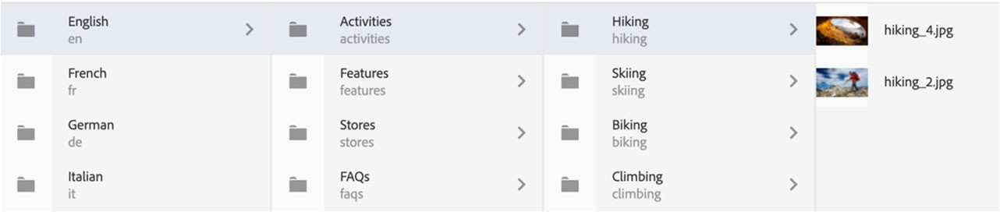 English
en
French
fr
German
de
Italian
it
Activities
activities
Features
features
Stores
stores
FAQs
faqs
Hiking
hiking
Skiing
skiing
Biking
biking
Climbing
climbing
hiking_4.jpg
hiking_2.jpg